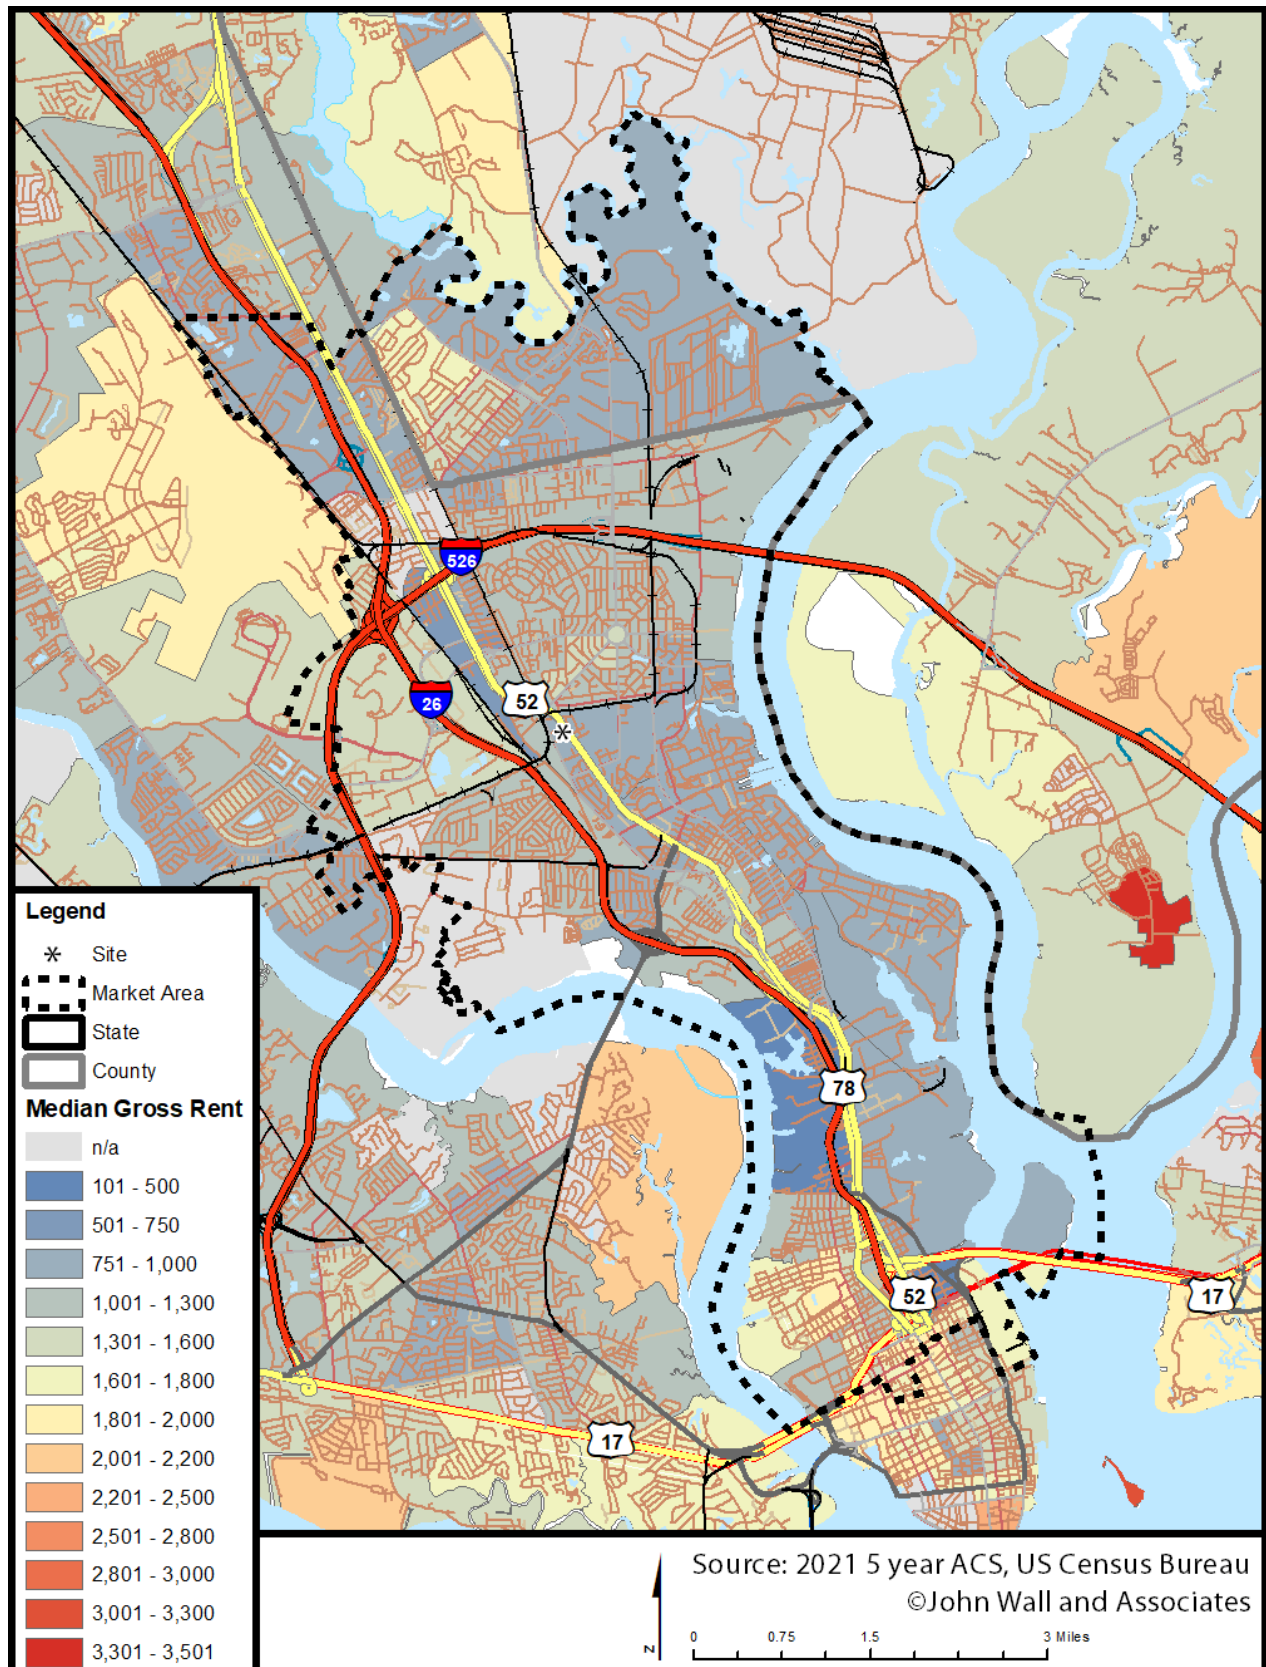 526
26
52
78
52
17
17
Legend
Site
Market Area
State
County
Median Gross Rent
n/a
101 - 500
501 - 750
751 - 1,000
1,001 - 1,300
1,301 - 1,600
1,601 - 1,800
1,801 - 2,000
2,001 - 2,200
2,201 - 2,500
2,501 - 2,800
2,801 - 3,000
3,001 - 3,300
3,301 - 3,501
Source: 2021 5 year ACS, US Census Bureau
©John Wall and Associates
N
0 0.75 1.5 3 Miles